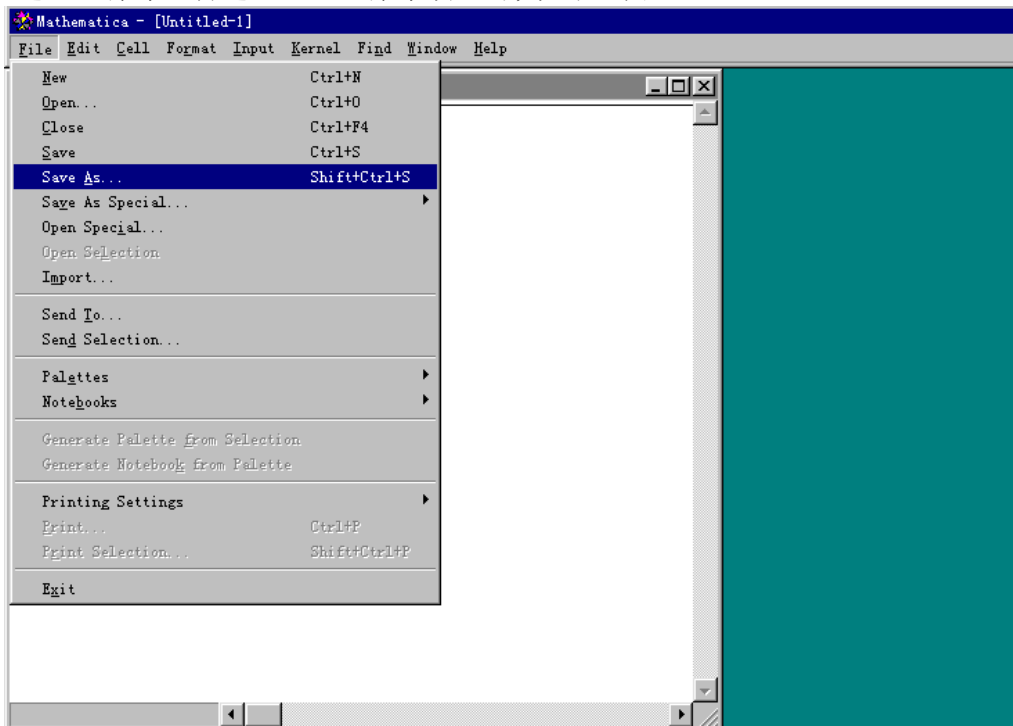 Mathematica - [Untitled-1]
File Edit Cell Format Input Kernel Find Window Help
New Ctrl+N
Open... Ctrl+O
Close Ctrl+F4
Save Ctrl+S
Save As... Shift+Ctrl+S
Save As Special...
Open Special...
Open Selection
Import...
Send To...
Send Selection...
Palettes
Notebooks
Generate Palette from Selection
Generate Notebook from Palette
Printing Settings
Print... Ctrl+P
Print Selection... Shift+Ctrl+P
Exit